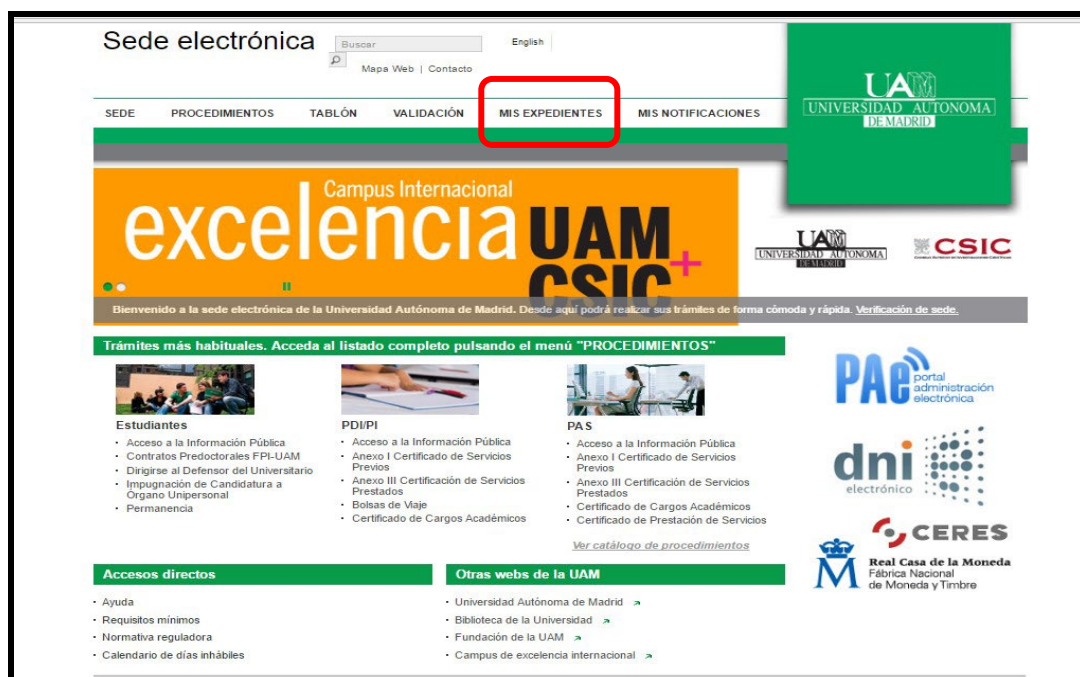 Sede electrónica
Buscar
English
Mapa Web | Contacto
UAM
UNIVERSIDAD AUTONOMA
DE MADRID
SEDE PROCEDIMIENTOS TABLÓN VALIDACIÓN MIS EXPEDIENTES MIS NOTIFICACIONES
Campus Internacional
excelencia UAM
+
CSIC
UAM
UNIVERSIDAD AUTONOMA
DE MADRID
CSIC
Bienvenido a la sede electrónica de la Universidad Autónoma de Madrid. Desde aquí podrá realizar sus trámites de forma cómoda y rápida. Verificación de sede.
Trámites más habituales. Acceda al listado completo pulsando el menú "PROCEDIMIENTOS"
Estudiantes
· Acceso a la Información Pública
· Contratos Predoctorales FPI-UAM
· Dirigirse al Defensor del Universitario
· Impugnación de Candidatura a
Órgano Unipersonal
· Permanencia
PDI/PI
· Acceso a la Información Pública
· Anexo I Certificado de Servicios
Previos
· Anexo III Certificación de Servicios
Prestados
· Bolsas de Viaje
· Certificado de Cargos Académicos
PAS
· Acceso a la Información Pública
· Anexo I Certificado de Servicios
Previos
· Anexo III Certificación de Servicios
Prestados
· Certificado de Cargos Académicos
· Certificado de Prestación de Servicios
Ver catálogo de procedimientos
PAe portal
administración
electrónica
dni
electrónico
CERES
Real Casa de la Moneda
Fábrica Nacional
de Moneda y Timbre
Accesos directos
· Ayuda
· Requisitos mínimos
· Normativa reguladora
· Calendario de días inhábiles
Otras webs de la UAM
· Universidad Autónoma de Madrid
· Biblioteca de la Universidad
· Fundación de la UAM
· Campus de excelencia internacional